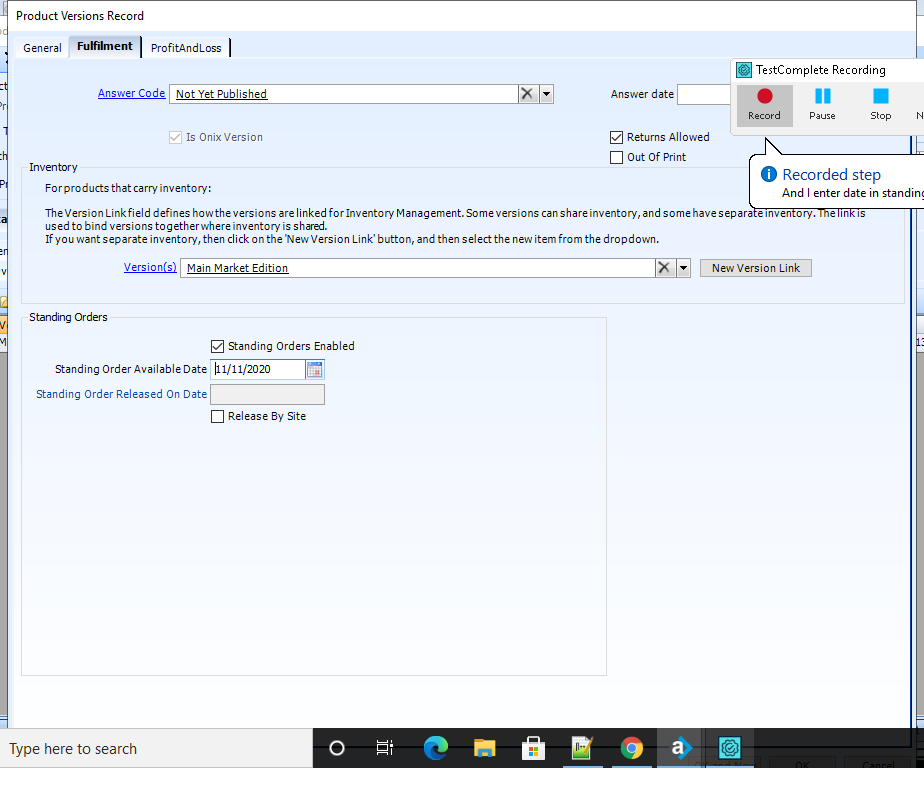 Product Versions Record
General Fulfilment ProfitAndLoss
TestComplete Recording
Answer Code Not Yet Published Answer date
Record Pause Stop N
Is Onix Version Returns Allowed
Out Of Print
Recorded step
And I enter date in standing
Inventory
For products that carry inventory:
The Version Link field defines how the versions are linked for Inventory Management. Some versions can share inventory, and some have separate inventory. The link is
used to bind versions together where inventory is shared.
If you want separate inventory, then click on the 'New Version Link' button, and then select the new item from the dropdown.
Version(s) Main Market Edition New Version Link
Standing Orders
Standing Orders Enabled
Standing Order Available Date 11/11/2020
Standing Order Released On Date
Release By Site
Type here to search
OK Cancel